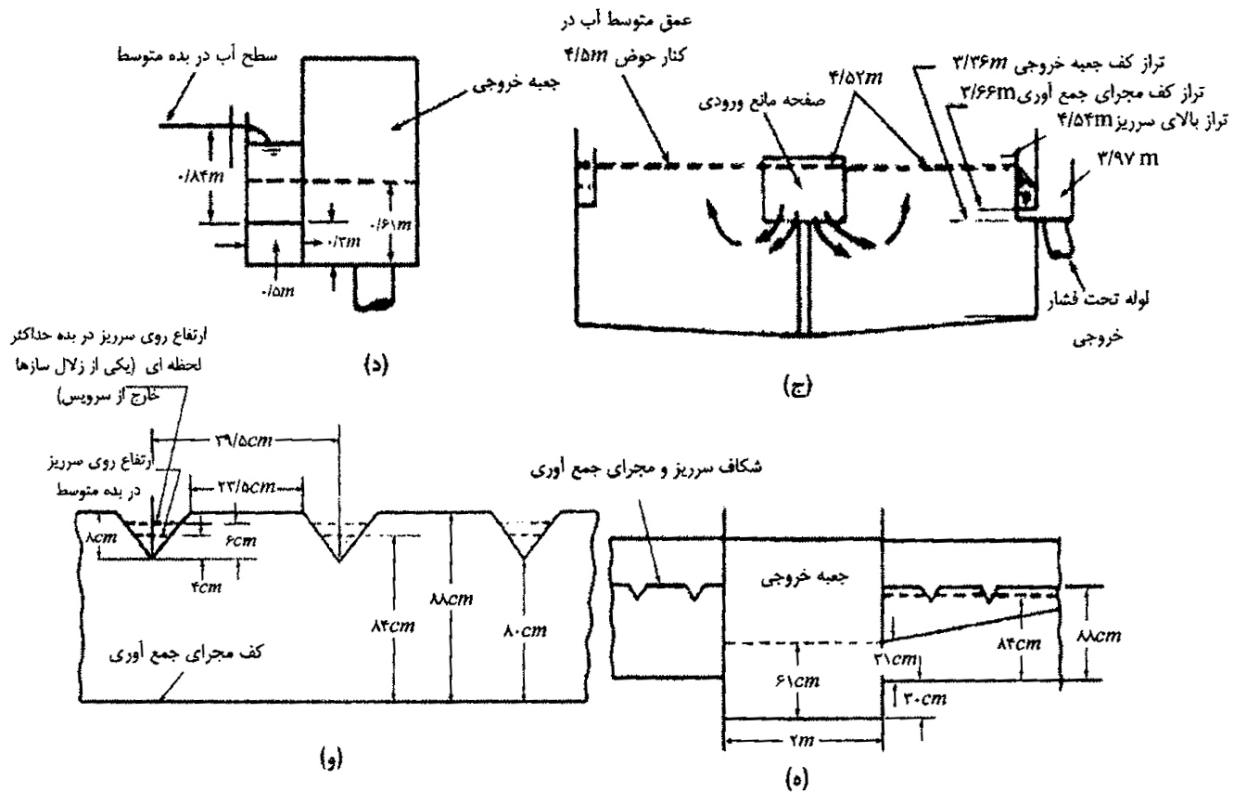 سطح آب در بده متوسط
جعبه خروجی
۰/۸۴m
۰/۶۱m
۰/۳m
۰/۵m
(د)
عمق متوسط آب در
کنار حوض ۴/۵m
صفحه مانع ورودی
۴/۵۲m
تراز کف جعبه خروجی ۳/۳۶m
تراز کف مجرای جمع آوری ۳/۶۶m
تراز بالای سرریز ۴/۵۴m
۳/۹۷ m
لوله تحت فشار
خروجی
(ج)
ارتفاع روی سرریز در بده حداکثر
لحظه ای (یکی از زلال سازها
خارج از سرویس)
ارتفاع روی سرریز
در بده متوسط
۳۹/۵cm
۲۳/۵cm
۸cm
۶cm
۴cm
۸۸cm
۸۴cm
۸۰cm
کف مجرای جمع آوری
(و)
شکاف سرریز و مجرای جمع آوری
جعبه خروجی
۶۱cm
۳۱cm
۸۴cm
۸۸cm
۳۰cm
۲m
(ه)